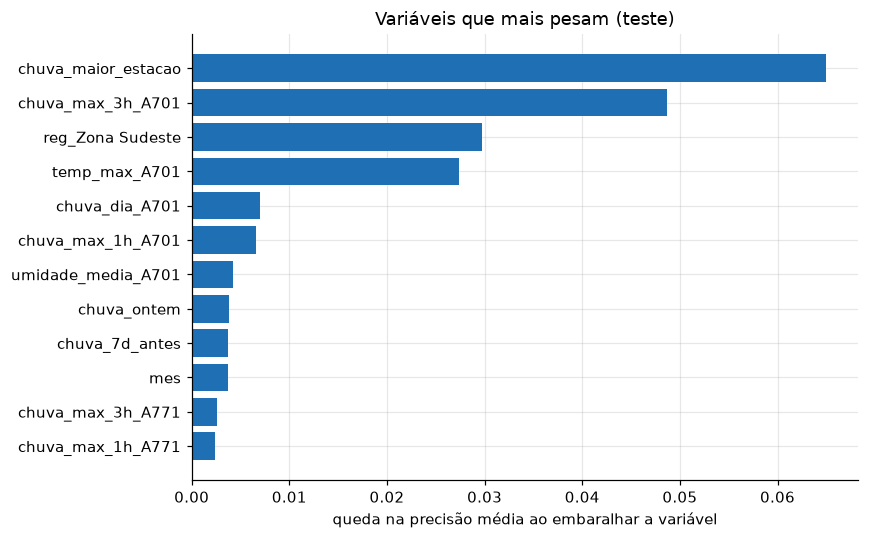 Variáveis que mais pesam (teste)
chuva_maior_estacao
chuva_max_3h_A701
reg_Zona Sudeste
temp_max_A701
chuva_dia_A701
chuva_max_1h_A701
umidade_media_A701
chuva_ontem
chuva_7d_antes
mes
chuva_max_3h_A771
chuva_max_1h_A771
0.00 0.01 0.02 0.03 0.04 0.05 0.06
queda na precisão média ao embaralhar a variável